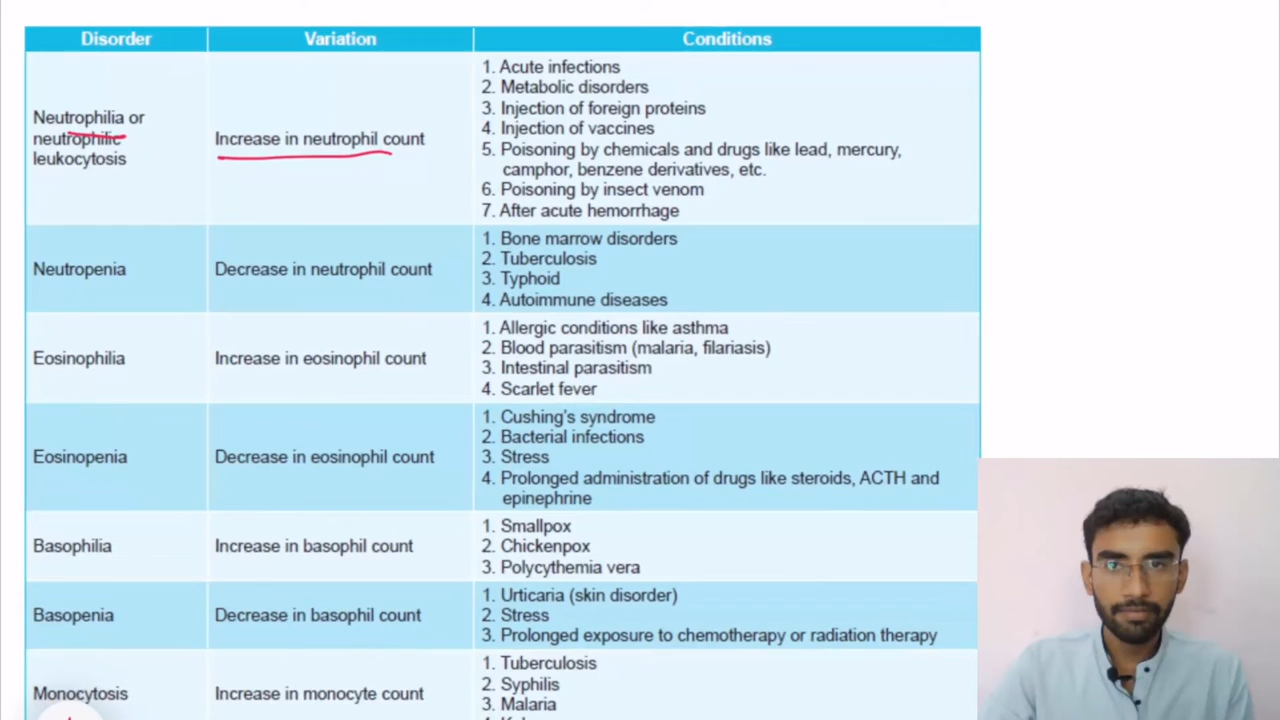 Disorder Variation Conditions
Neutrophilia or
neutrophilic
leukocytosis
Increase in neutrophil count
1. Acute infections
2. Metabolic disorders
3. Injection of foreign proteins
4. Injection of vaccines
5. Poisoning by chemicals and drugs like lead, mercury,
camphor, benzene derivatives, etc.
6. Poisoning by insect venom
7. After acute hemorrhage
Neutropenia
Decrease in neutrophil count
1. Bone marrow disorders
2. Tuberculosis
3. Typhoid
4. Autoimmune diseases
Eosinophilia
Increase in eosinophil count
1. Allergic conditions like asthma
2. Blood parasitism (malaria, filariasis)
3. Intestinal parasitism
4. Scarlet fever
Eosinopenia
Decrease in eosinophil count
1. Cushing's syndrome
2. Bacterial infections
3. Stress
4. Prolonged administration of drugs like steroids, ACTH and
epinephrine
Basophilia
Increase in basophil count
1. Smallpox
2. Chickenpox
3. Polycythemia vera
Basopenia
Decrease in basophil count
1. Urticaria (skin disorder)
2. Stress
3. Prolonged exposure to chemotherapy or radiation therapy
Monocytosis
Increase in monocyte count
1. Tuberculosis
2. Syphilis
3. Malaria